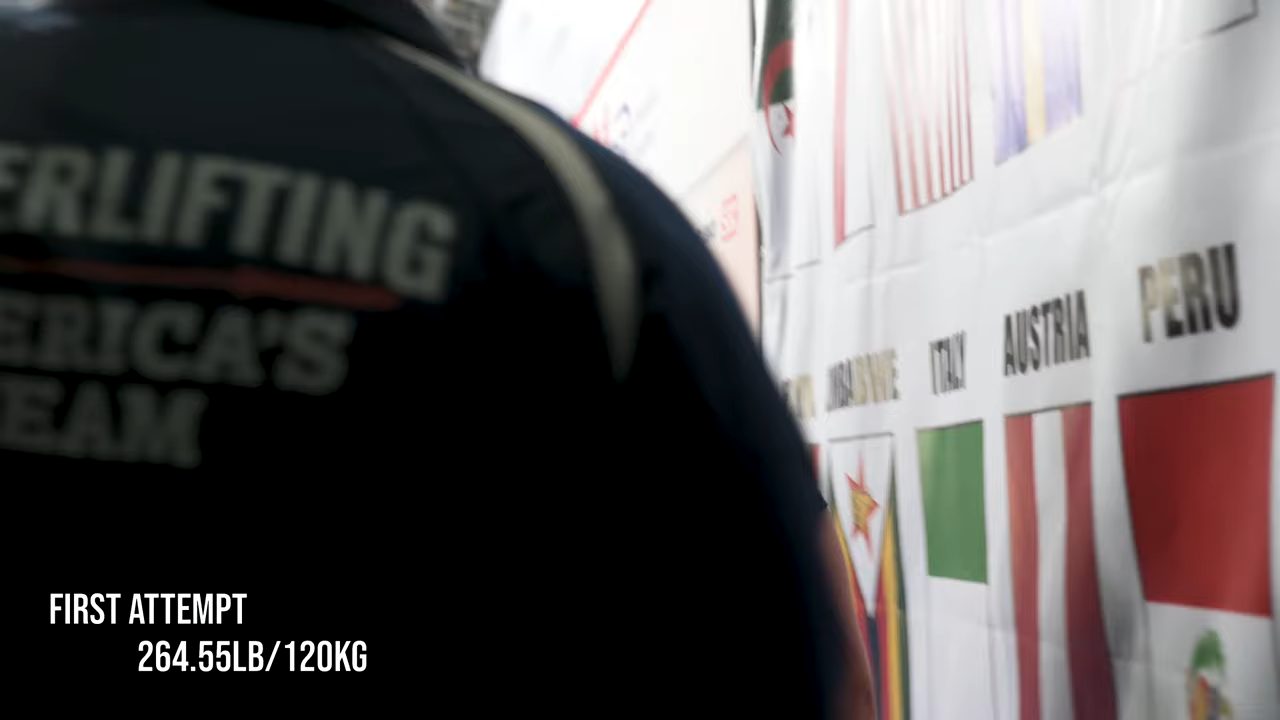 ERLIFTING
ERICA'S
EAM
ITALY
AUSTRIA
PERU
FIRST ATTEMPT
264.55LB/120KG